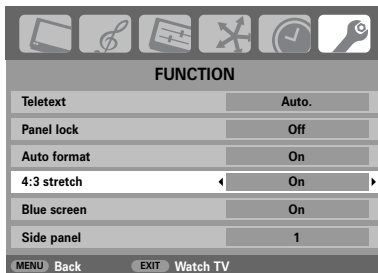 FUNCTION
Teletext Auto.
Panel lock Off
Auto format On
4:3 stretch On
Blue screen On
Side panel 1
MENU Back EXIT Watch TV